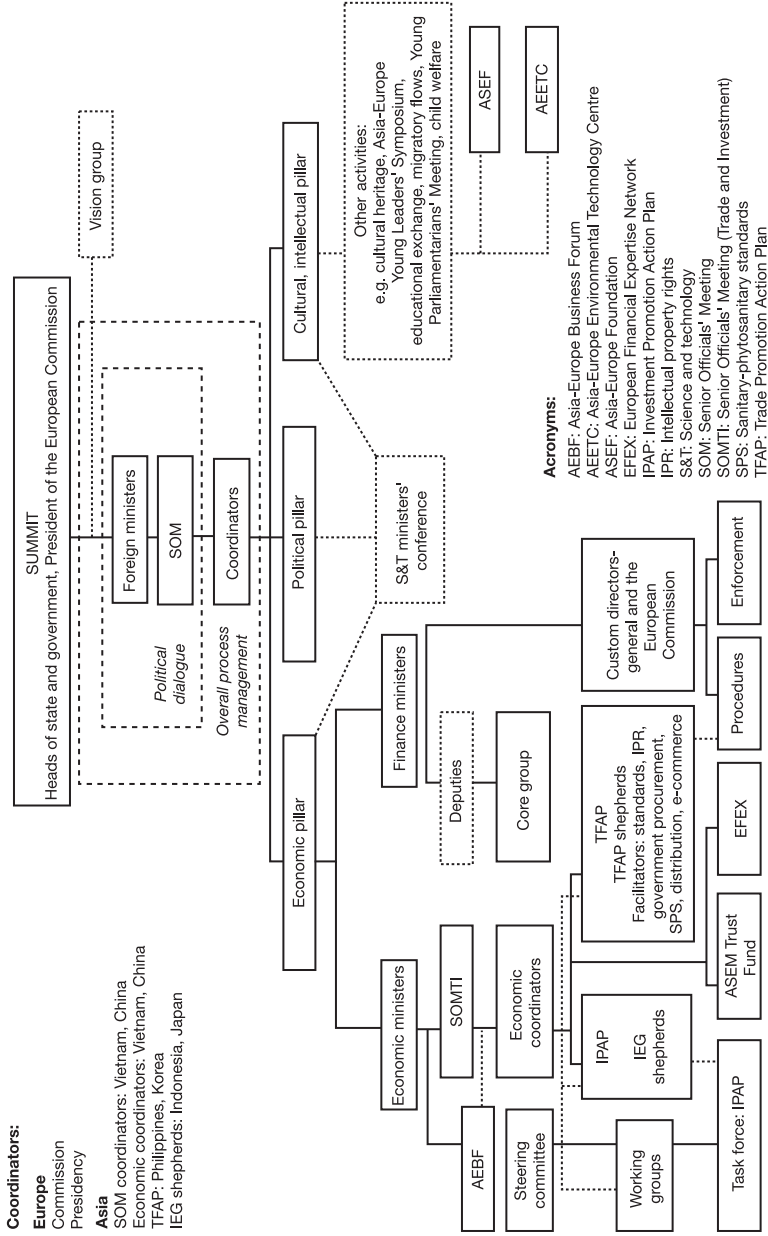 Coordinators:
Europe
Commission
Presidency
Asia
SOM coordinators: Vietnam, China
Economic coordinators: Vietnam, China
TFAP: Philippines, Korea
IEG shepherds: Indonesia, Japan
SUMMIT
Heads of state and government, President of the European Commission
Vision group
Foreign ministers
SOM
Political
dialogue
Coordinators
Overall process
management
Economic pillar
Political pillar
Cultural, intellectual pillar
S&T ministers'
conference
Other activities:
e.g. cultural heritage, Asia-Europe
Young Leaders' Symposium,
educational exchange, migratory flows, Young
Parliamentarians' Meeting, child welfare
ASEF
AEETC
Economic ministers
Finance ministers
AEBF
SOMTI
Deputies
Steering
committee
Economic
coordinators
Core group
Working
groups
IPAP
IEG
shepherds
TFAP
TFAP shepherds
Facilitators: standards, IPR,
government procurement,
SPS, distribution, e-commerce
Custom directors-
general and the
European
Commission
Task force: IPAP
ASEM Trust
Fund
EFEX
Procedures
Enforcement
Acronyms:
AEBF: Asia-Europe Business Forum
AEETC: Asia-Europe Environmental Technology Centre
ASEF: Asia-Europe Foundation
EFEX: European Financial Expertise Network
IPAP: Investment Promotion Action Plan
IPR: Intellectual property rights
S&T: Science and technology
SOM: Senior Officials' Meeting
SOMTI: Senior Officials' Meeting (Trade and Investment)
SPS: Sanitary-phytosanitary standards
TFAP: Trade Promotion Action Plan